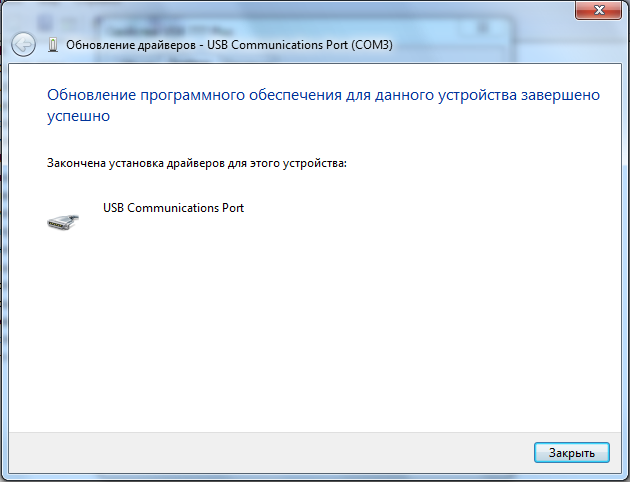 Обновление драйверов - USB Communications Port (COM3)
Обновление программного обеспечения для данного устройства завершено
успешно
Закончена установка драйверов для этого устройства:
USB Communications Port
Закрыть